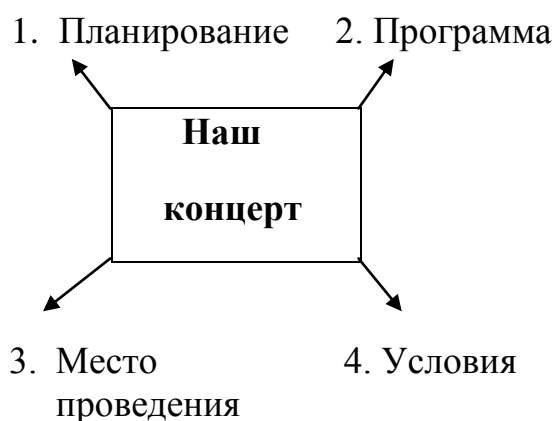 1. Планирование
2. Программа
Наш
концерт
3. Место
проведения
4. Условия